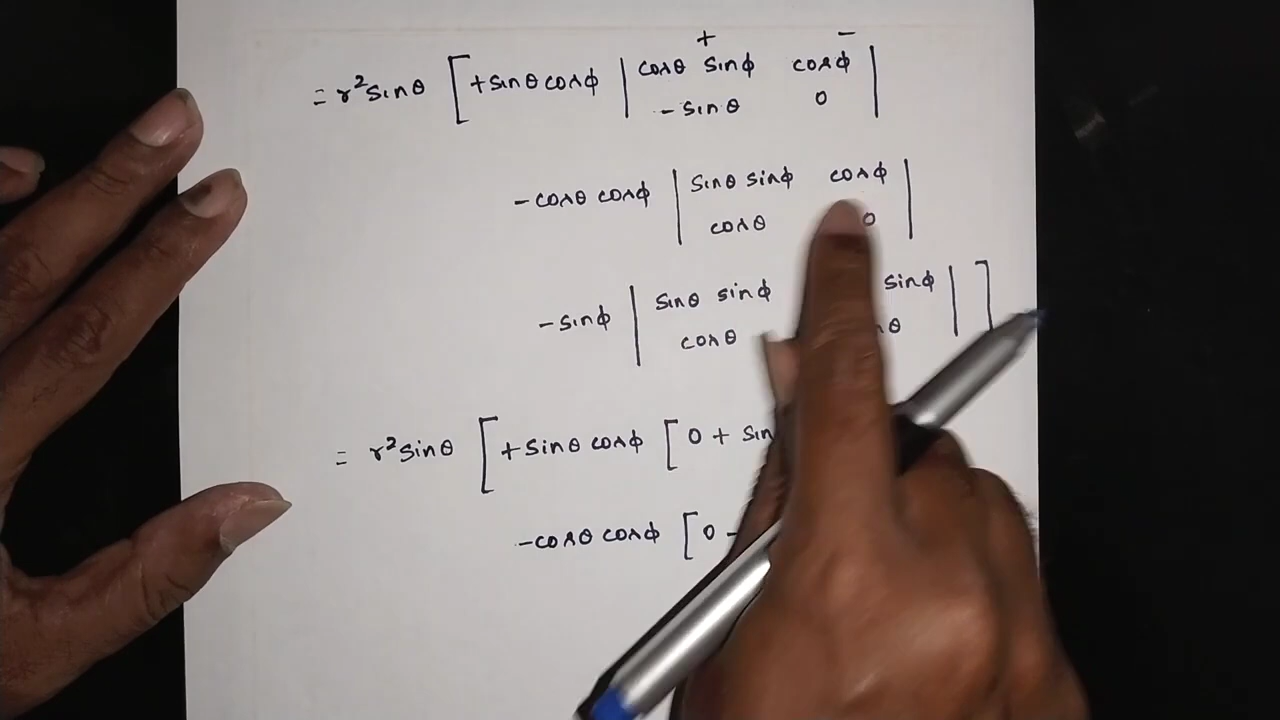 + -
= r²sinθ [ +sinθ cosϕ | cosθ sinϕ cosϕ
- sinθ 0 |
- cosθ cosϕ | sinθ sinϕ cosϕ
cosθ 0 |
- sinϕ | sinθ sinϕ sinϕ
cosθ θ | ]
= r²sinθ [ +sinθ cosϕ [ 0 + sin
-cosθ cosϕ [ 0 -